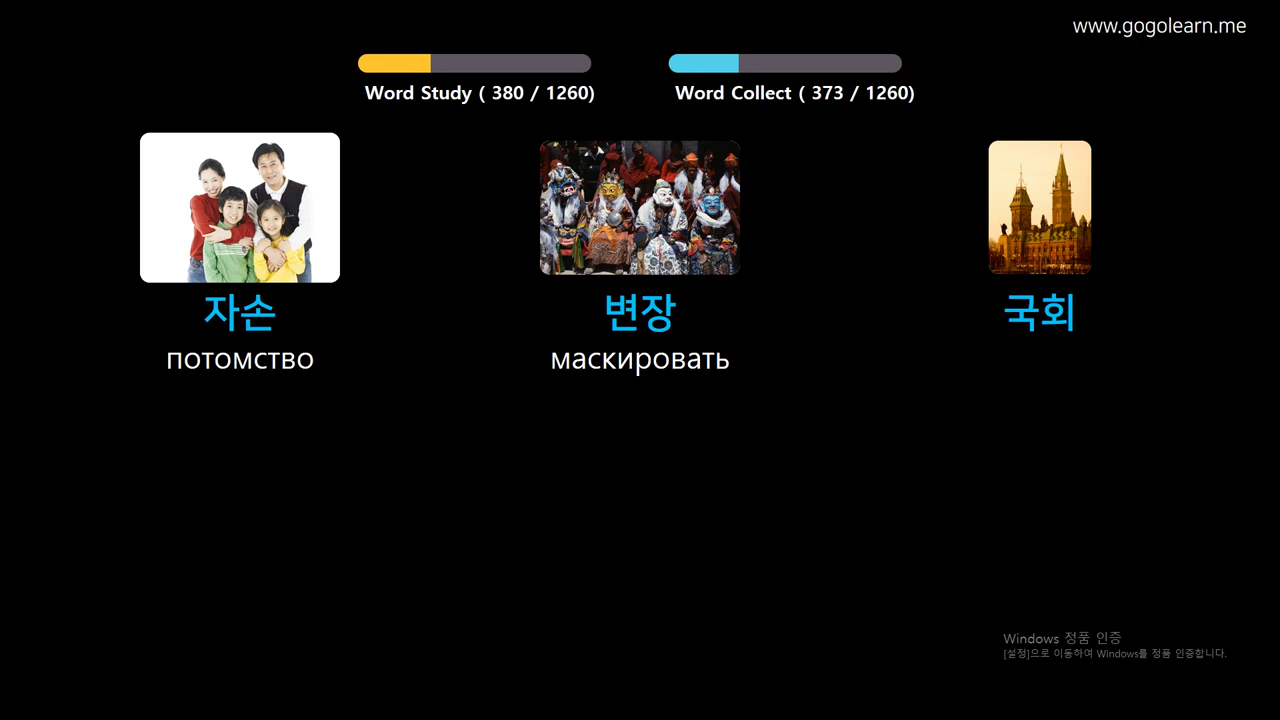 www.gogolearn.me
Word Study ( 380 / 1260)
Word Collect ( 373 / 1260)
자손
변장
국회
потомство
маскировать
Windows 정품 인증
[설정]으로 이동하여 Windows를 정품 인증합니다.